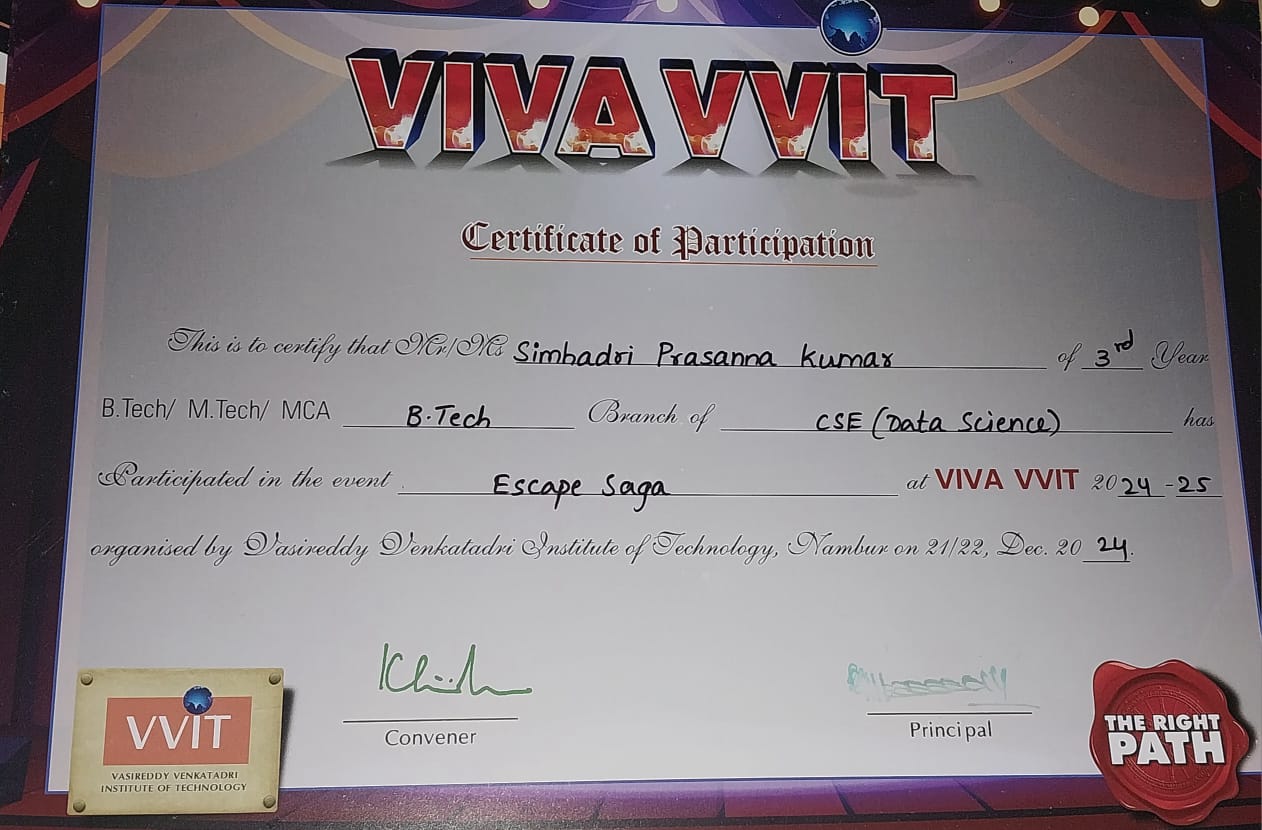 VIVA VVIT
Certificate of Participation
This is to certify that Mr/Ms Simbadri Prasanna Kumar of 3rd Year
B.Tech/ M.Tech/ MCA B.Tech Branch of CSE (Data Science) has
Participated in the event Escape Saga at VIVA VVIT 2024-25
organised by Vasireddy Venkatadri Institute of Technology, Nambur on 21/22, Dec. 2024.
Convener
Principal
VVIT
VASIREDDY VENKATADRI
INSTITUTE OF TECHNOLOGY
THE RIGHT
PATH